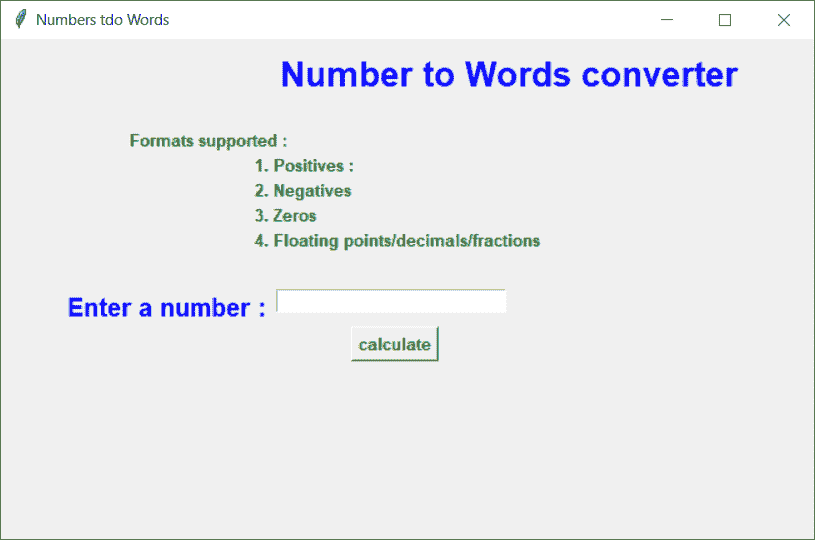 Numbers tdo Words
Number to Words converter
Formats supported :
1. Positives :
2. Negatives
3. Zeros
4. Floating points/decimals/fractions
Enter a number :
calculate